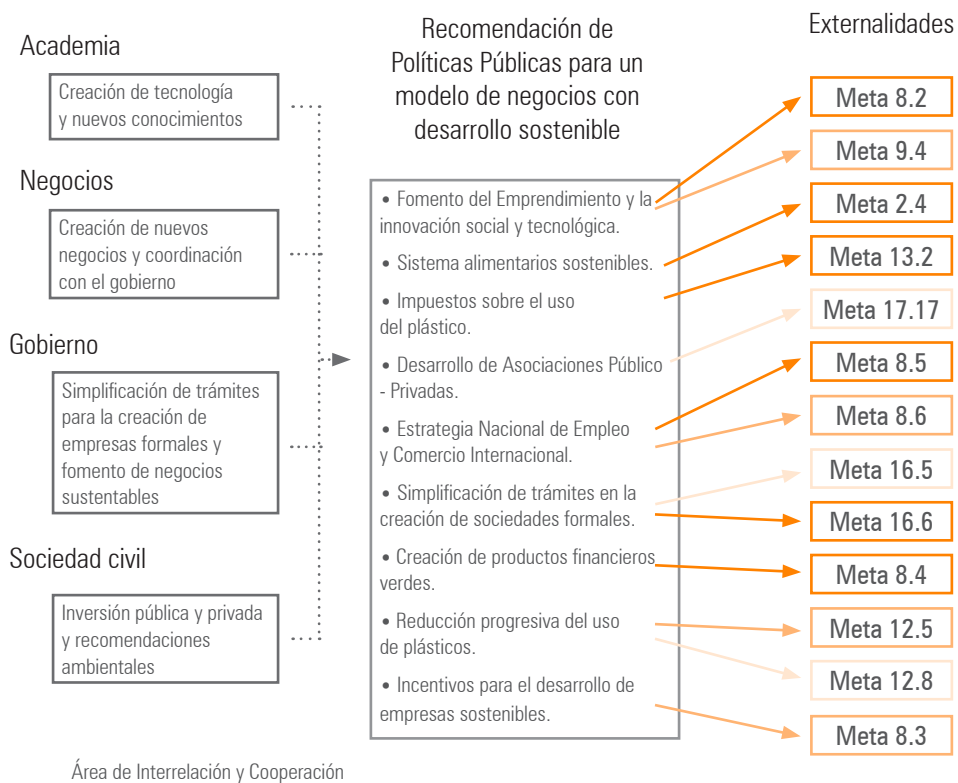 Academia
Creación de tecnología
y nuevos conocimientos
Negocios
Creación de nuevos
negocios y coordinación
con el gobierno
Gobierno
Simplificación de trámites
para la creación de
empresas formales y
fomento de negocios
sustentables
Sociedad civil
Inversión pública y privada
y recomendaciones
ambientales
Área de Interrelación y Cooperación
Recomendación de
Políticas Públicas para un
modelo de negocios con
desarrollo sostenible
• Fomento del Emprendimiento y la
innovación social y tecnológica.
• Sistema alimentarios sostenibles.
• Impuestos sobre el uso
del plástico.
• Desarrollo de Asociaciones Público
- Privadas.
• Estrategia Nacional de Empleo
y Comercio Internacional.
• Simplificación de trámites en la
creación de sociedades formales.
• Creación de productos financieros
verdes.
• Reducción progresiva del uso
de plásticos.
• Incentivos para el desarrollo de
empresas sostenibles.
Externalidades
Meta 8.2
Meta 9.4
Meta 2.4
Meta 13.2
Meta 17.17
Meta 8.5
Meta 8.6
Meta 16.5
Meta 16.6
Meta 8.4
Meta 12.5
Meta 12.8
Meta 8.3